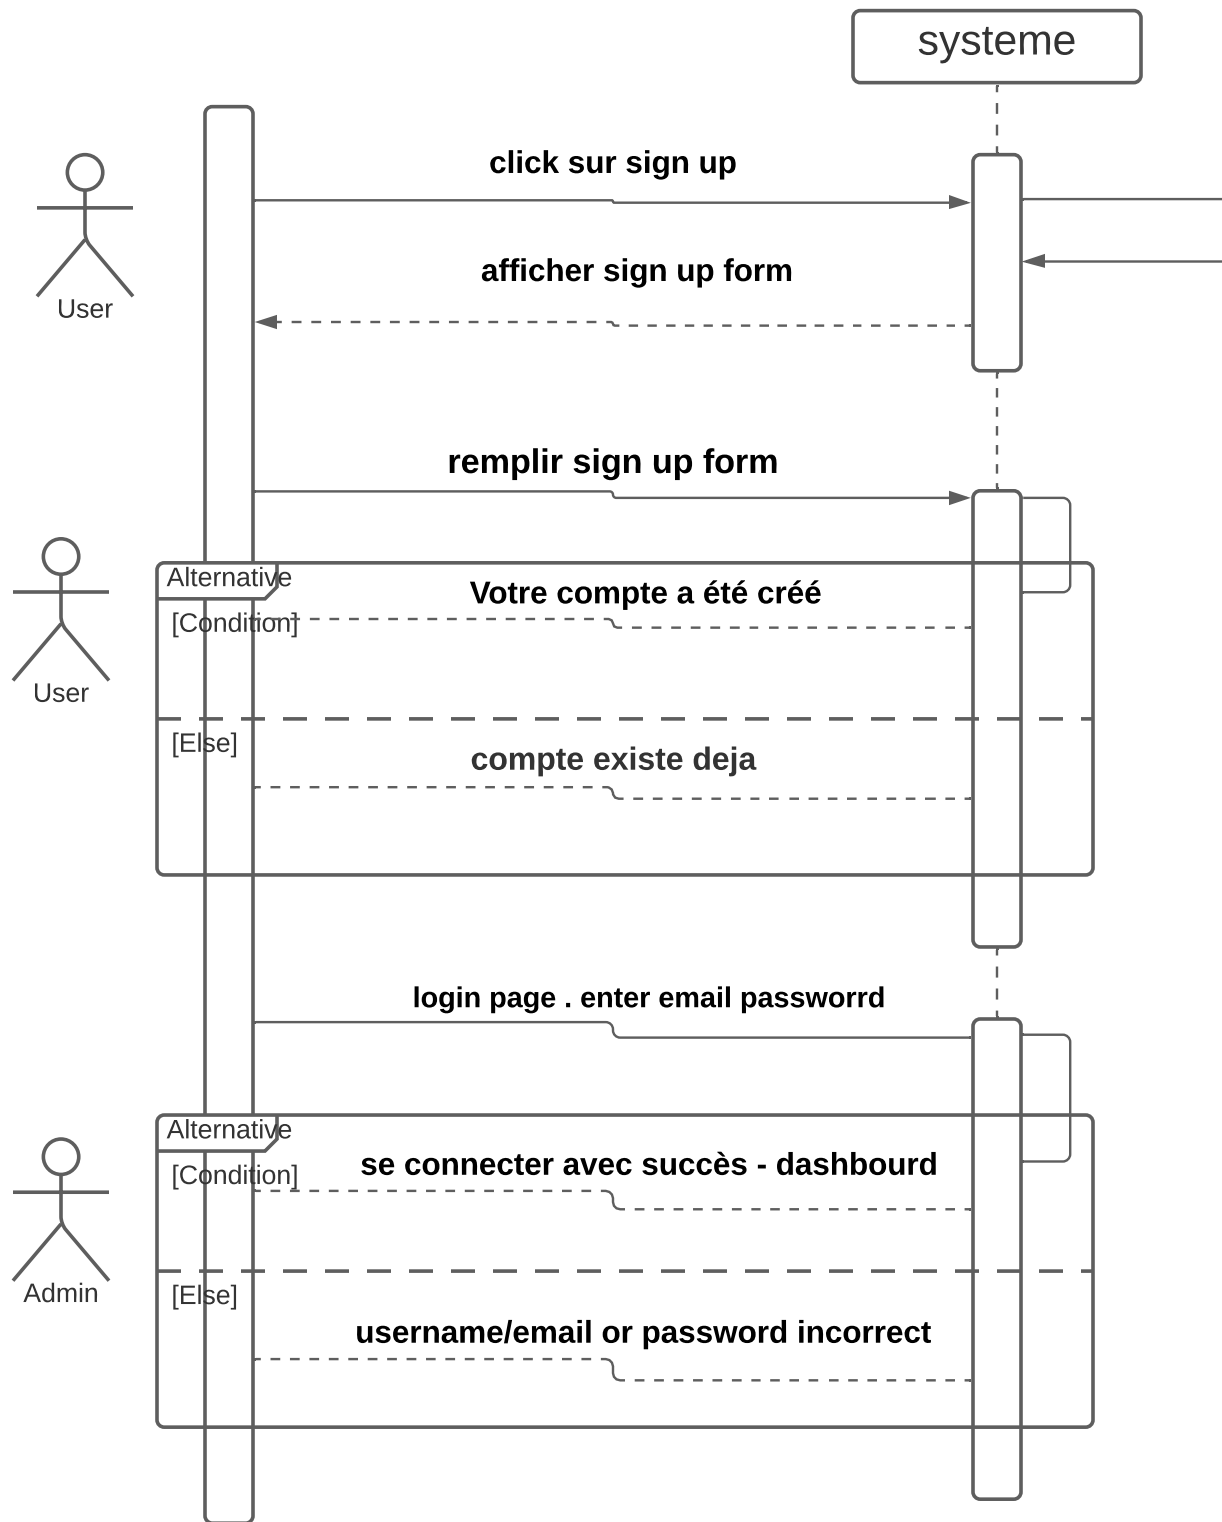 systeme
click sur sign up
afficher sign up form
User
remplir sign up form
Alternative
Votre compte a été créé
[Condition]
User
[Else]
compte existe deja
login page . enter email passworrd
Alternative
se connecter avec succès - dashbourd
[Condition]
Admin
[Else]
username/email or password incorrect